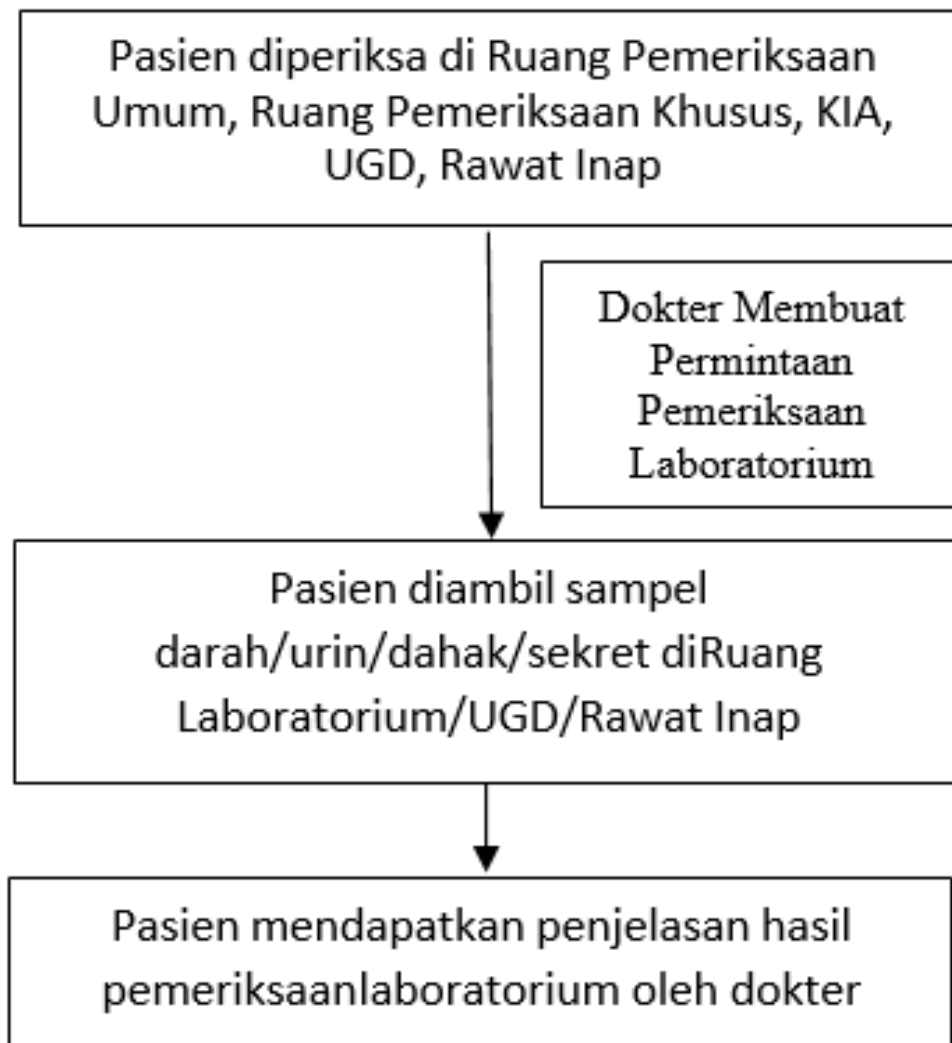 Pasien diperiksa di Ruang Pemeriksaan
Umum, Ruang Pemeriksaan Khusus, KIA,
UGD, Rawat Inap
Dokter Membuat
Permintaan
Pemeriksaan
Laboratorium
Pasien diambil sampel
darah/urin/dahak/sekret diRuang
Laboratorium/UGD/Rawat Inap
Pasien mendapatkan penjelasan hasil
pemeriksaanlaboratorium oleh dokter